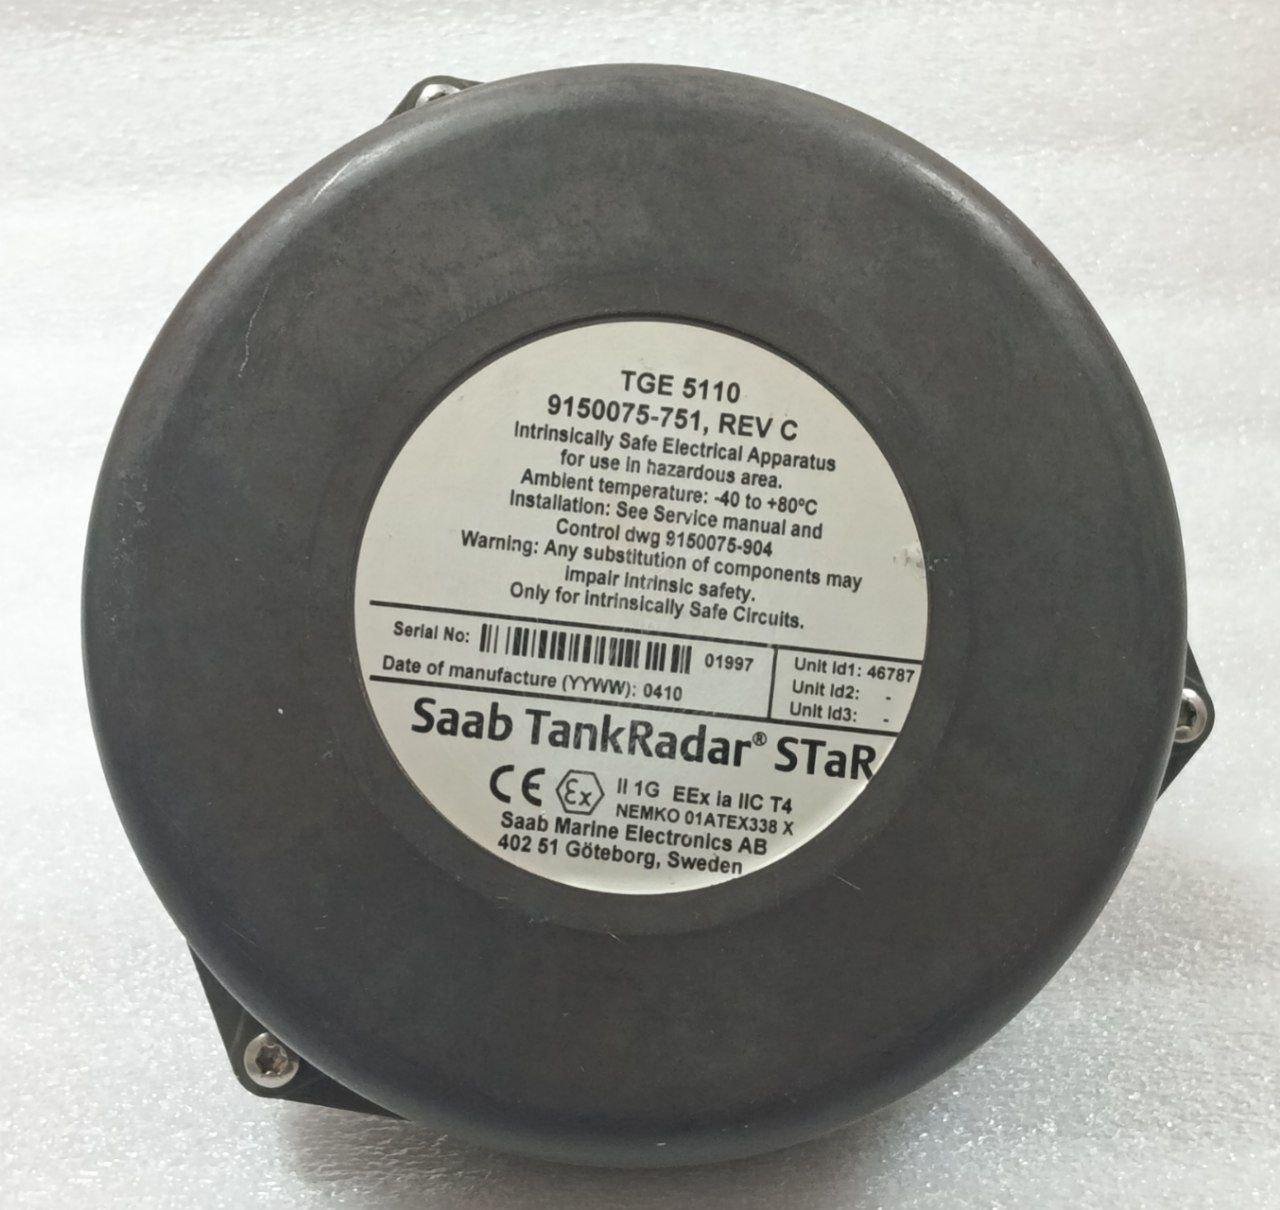 TGE 5110
9150075-751, REV C
Intrinsically Safe Electrical Apparatus
for use in hazardous area.
Ambient temperature: -40 to +80ºC
Installation: See Service manual and
Control dwg 9150075-904
Warning: Any substitution of components may
impair intrinsic safety.
Only for Intrinsically Safe Circuits.
Serial No: 01997
Date of manufacture (YYWW): 0410
Unit Id1: 46787
Unit Id2: -
Unit Id3: -
Saab TankRadar® STaR
CE Ex II 1G EEx ia IIC T4
NEMKO 01ATEX338 X
Saab Marine Electronics AB
402 51 Göteborg, Sweden